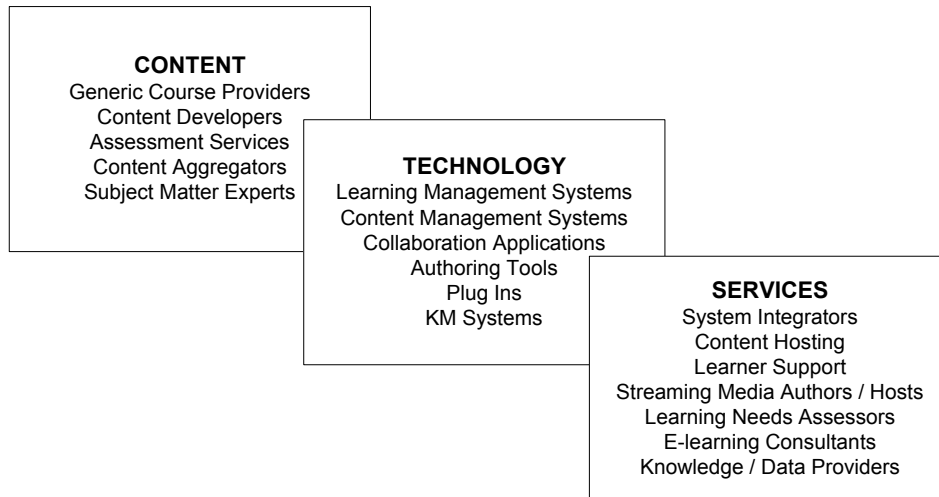 CONTENT
Generic Course Providers
Content Developers
Assessment Services
Content Aggregators
Subject Matter Experts
TECHNOLOGY
Learning Management Systems
Content Management Systems
Collaboration Applications
Authoring Tools
Plug Ins
KM Systems
SERVICES
System Integrators
Content Hosting
Learner Support
Streaming Media Authors / Hosts
Learning Needs Assessors
E-learning Consultants
Knowledge / Data Providers